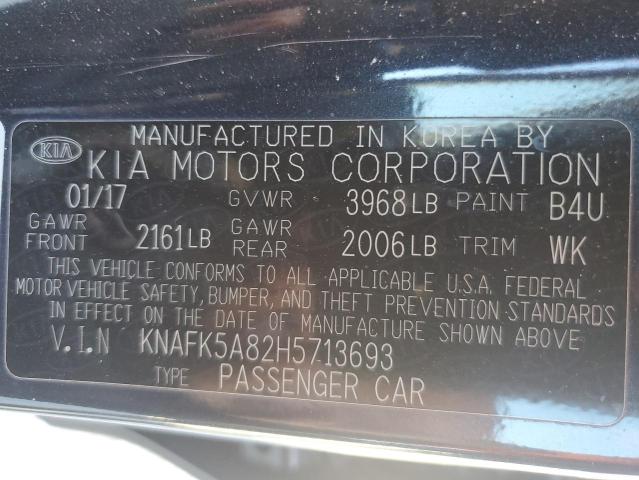 MANUFACTURED IN KOREA BY
KIA KIA MOTORS CORPORATION
01/17 GVWR 3968LB PAINT B4U
GAWR FRONT 2161LB GAWR REAR 2006LB TRIM WK
THIS VEHICLE CONFORMS TO ALL APPLICABLE U.S.A. FEDERAL
MOTOR VEHICLE SAFETY, BUMPER, AND THEFT PREVENTION STANDARDS
IN EFFECT ON THE DATE OF MANUFACTURE SHOWN ABOVE
V.I.N KNAFK5A82H5713693
TYPE PASSENGER CAR